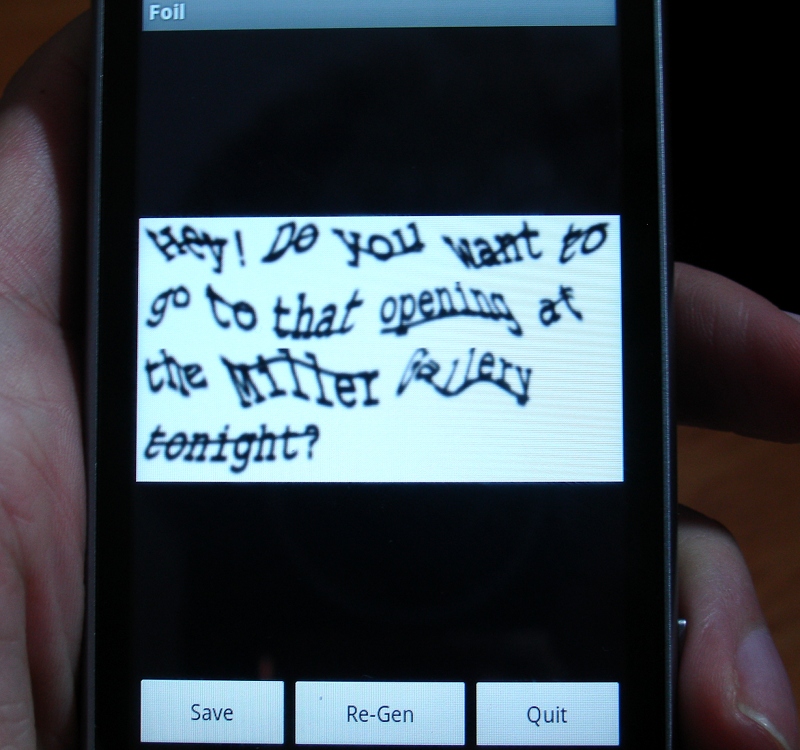 Foil
Hey! Do you want to
go to that opening at
the Miller Gallery
tonight?
Save Re-Gen Quit